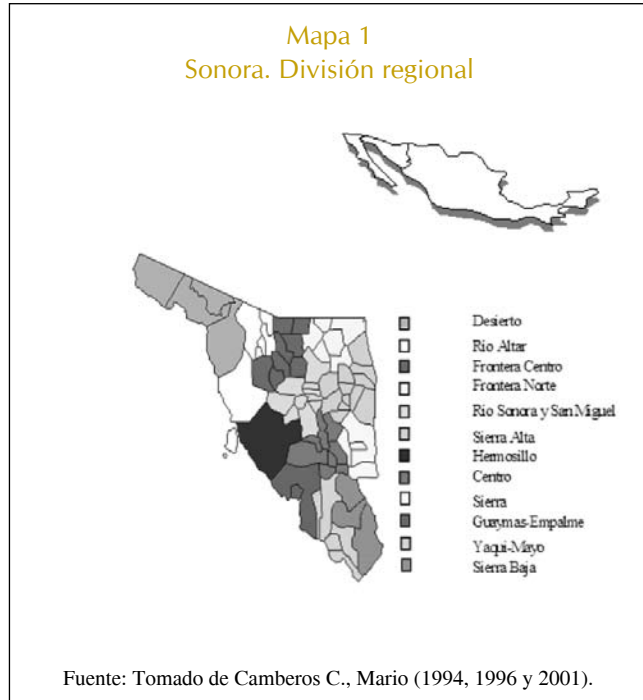 Mapa 1
Sonora. División regional
Desierto
Río Altar
Frontera Centro
Frontera Norte
Río Sonora y San Miguel
Sierra Alta
Hermosillo
Centro
Sierra
Guaymas-Empalme
Yaqui-Mayo
Sierra Baja
Fuente: Tomado de Camberos C., Mario (1994, 1996 y 2001).